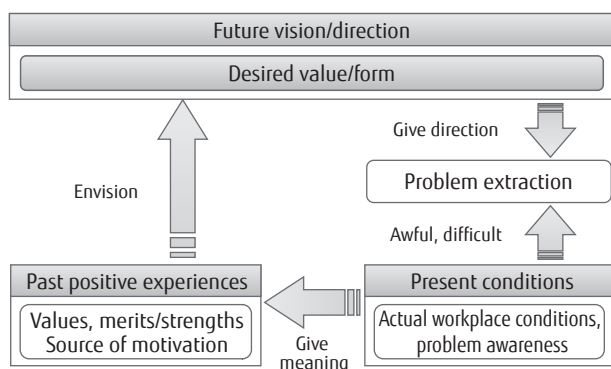 Future vision/direction
Desired value/form
Give direction
Envision
Problem extraction
Awful, difficult
Past positive experiences
Present conditions
Values, merits/strengths
Source of motivation
Give
meaning
Actual workplace conditions,
problem awareness